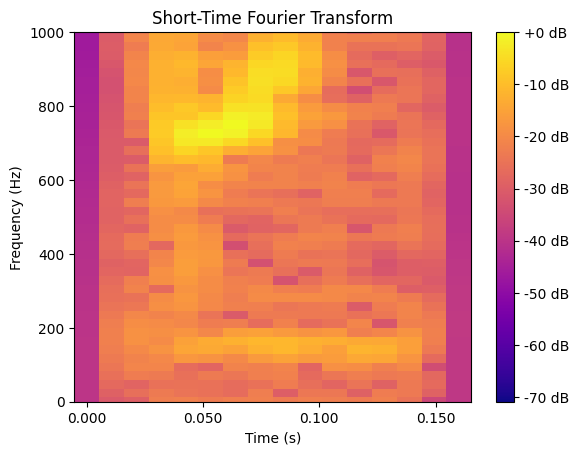 Short-Time Fourier Transform
1000
800
600
400
200
0
Frequency (Hz)
0.000
0.050
0.100
0.150
Time (s)
+0 dB
-10 dB
-20 dB
-30 dB
-40 dB
-50 dB
-60 dB
-70 dB